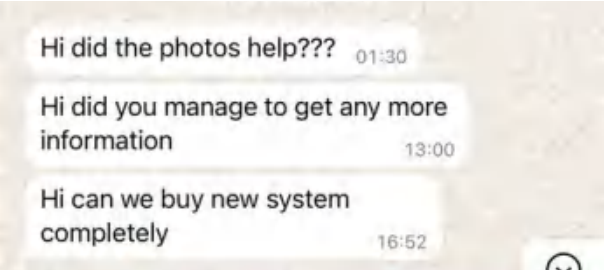 Hi did the photos help??? 01:30
Hi did you manage to get any more
information 13:00
Hi can we buy new system
completely 16:52